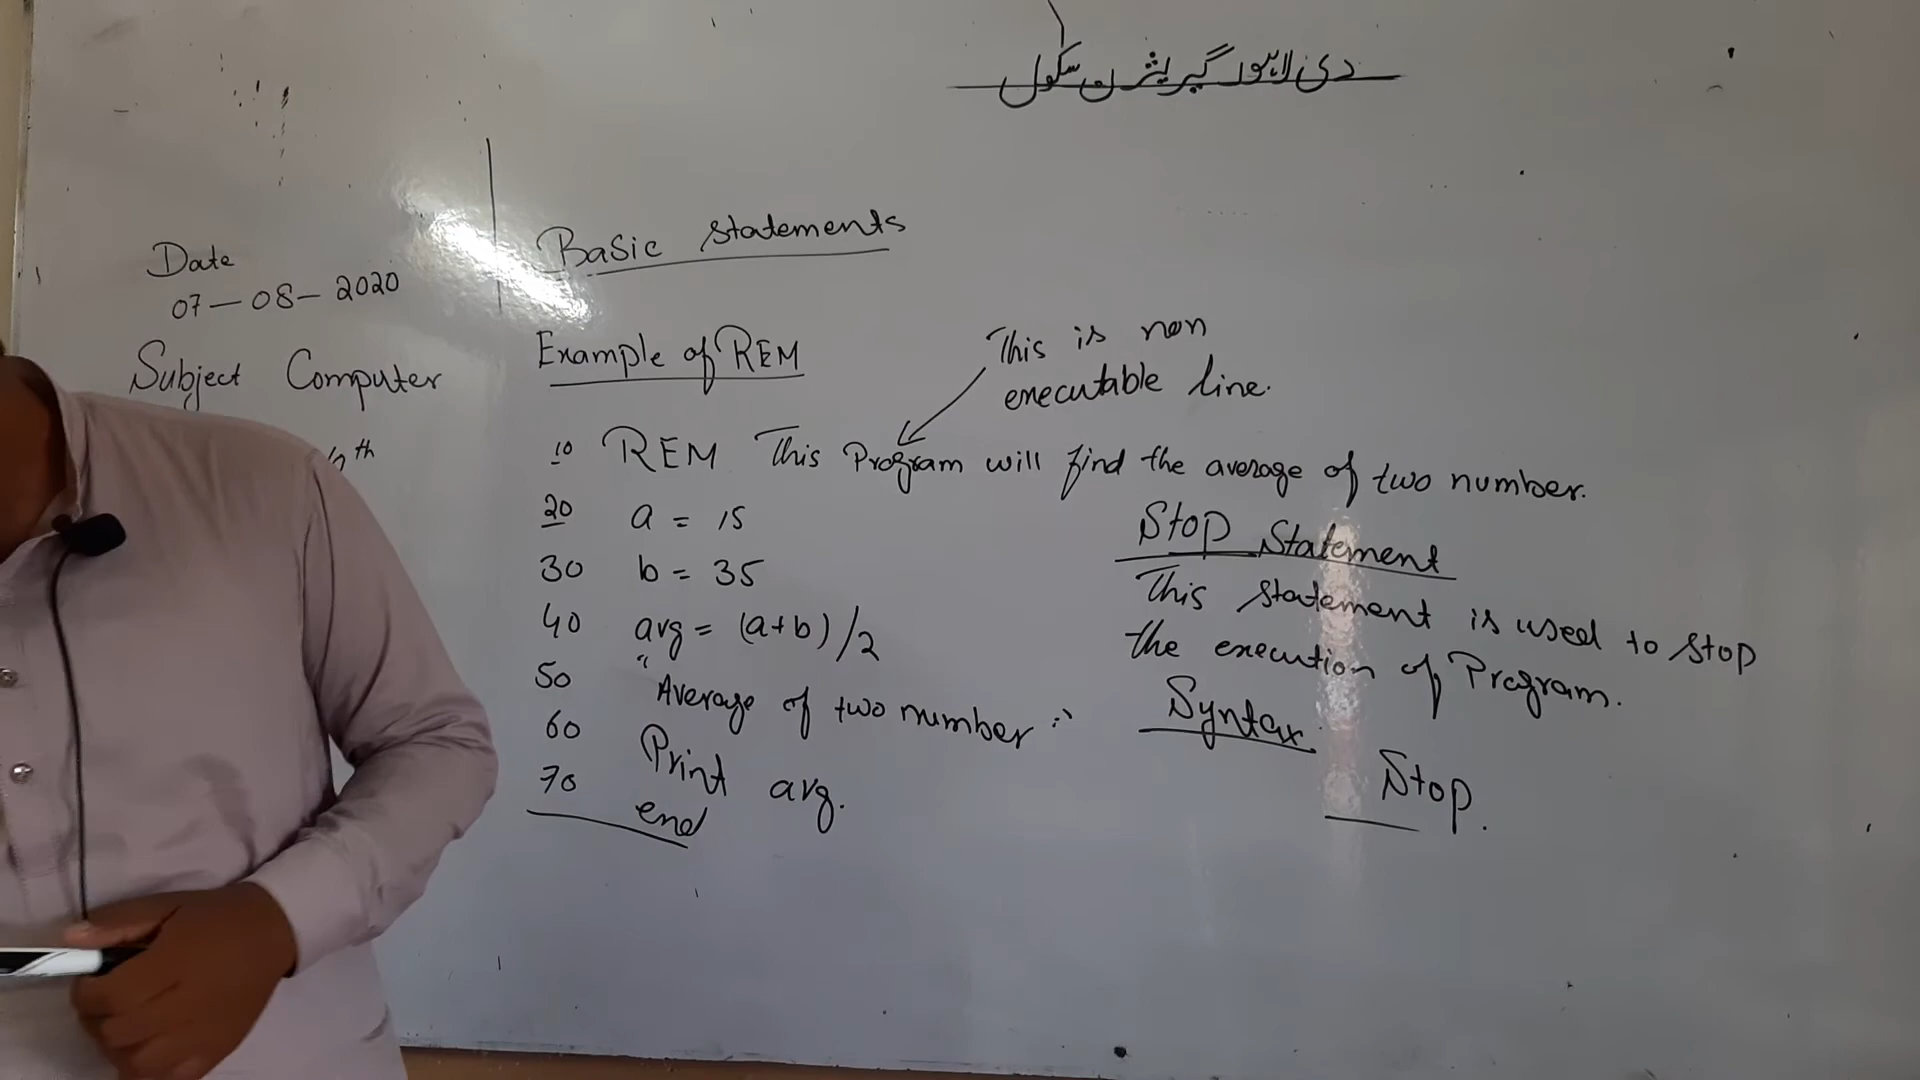 دی لاہور گیریژن سکول
Date
07-08-2020
Subject Computer
th
Basic statements
Example of REM
This is non
executable line.
10 REM This Program will find the average of two number.
20 a = 15
30 b = 35
40 avg = (a+b)/2
50 "Average of two number :"
60 Print avg.
70 end
Stop Statement
This statement is used to stop
the execution of Program.
Syntax
Stop.